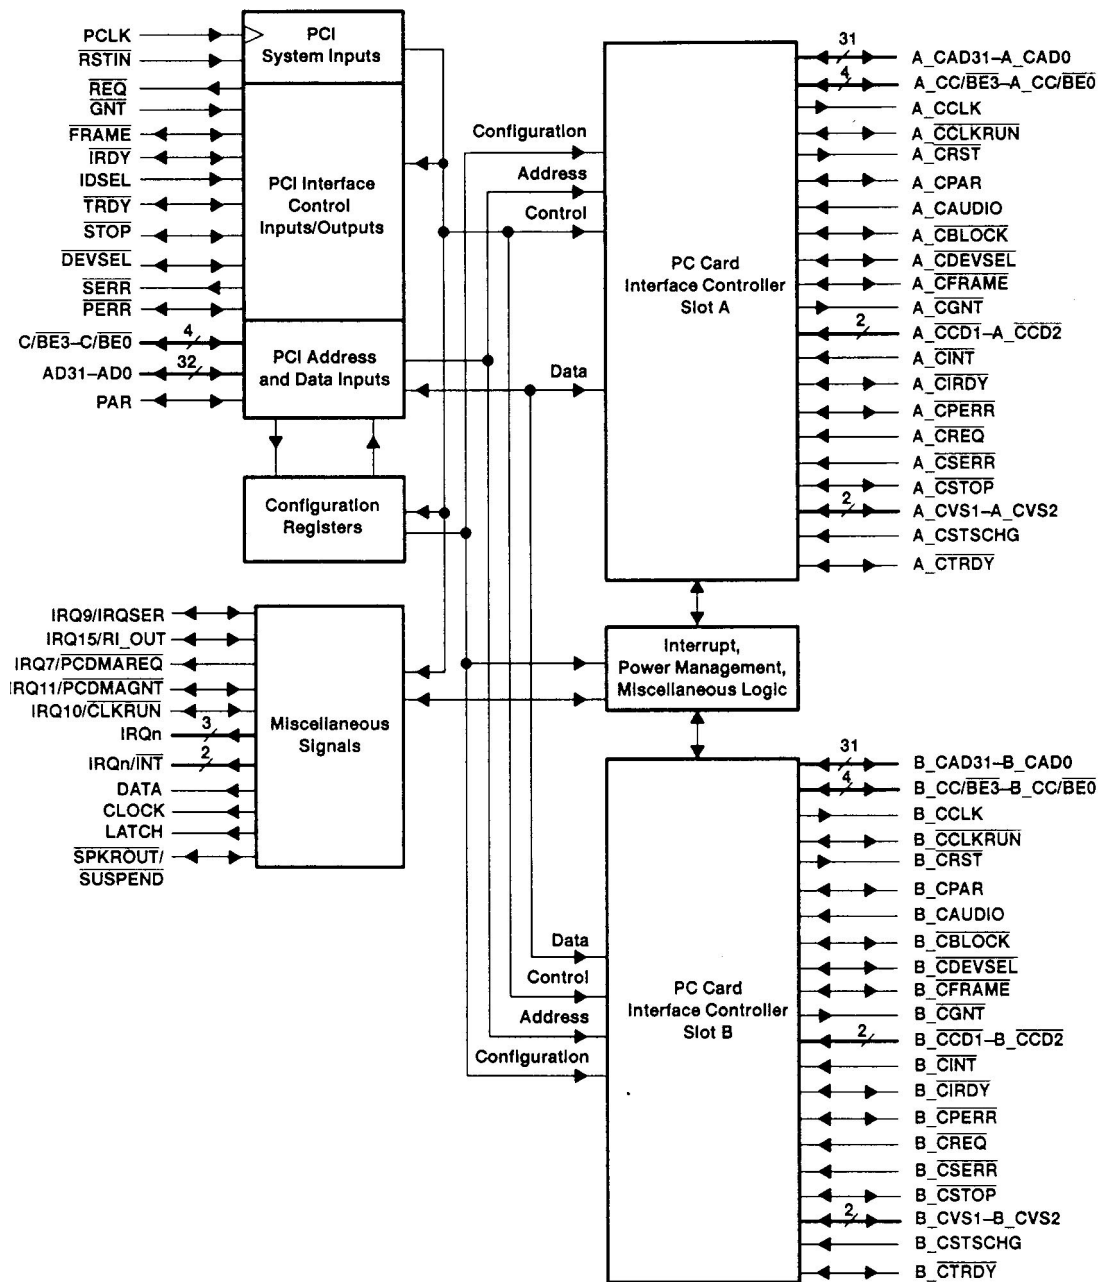 PCLK
RSTIN
REQ
GNT
FRAME
IRDY
IDSEL
TRDY
STOP
DEVSEL
SERR
PERR
C/BE3–C/BE0
4
AD31–AD0
32
PAR
PCI
System Inputs
PCI Interface
Control
Inputs/Outputs
PCI Address
and Data Inputs
Configuration
Registers
Configuration
Address
Control
Data
PC Card
Interface Controller
Slot A
31
A_CAD31–A_CAD0
4
A_CC/BE3–A_CC/BE0
A_CCLK
A_CCLKRUN
A_CRST
A_CPAR
A_CAUDIO
A_CBLOCK
A_CDEVSEL
A_CFRAME
A_CGNT
2
A_CCD1–A_CCD2
A_CINT
A_CIRDY
A_CPERR
A_CREQ
A_CSERR
A_CSTOP
2
A_CVS1–A_CVS2
A_CSTSCHG
A_CTRDY
IRQ9/IRQSER
IRQ15/RI_OUT
IRQ7/PCDMAREQ
IRQ11/PCDMAGNT
IRQ10/CLKRUN
IRQn
3
IRQn/INT
2
DATA
CLOCK
LATCH
SPKROUT/
SUSPEND
Miscellaneous
Signals
Interrupt,
Power Management,
Miscellaneous Logic
Data
Control
Address
Configuration
PC Card
Interface Controller
Slot B
31
B_CAD31–B_CAD0
4
B_CC/BE3–B_CC/BE0
B_CCLK
B_CCLKRUN
B_CRST
B_CPAR
B_CAUDIO
B_CBLOCK
B_CDEVSEL
B_CFRAME
B_CGNT
2
B_CCD1–B_CCD2
B_CINT
B_CIRDY
B_CPERR
B_CREQ
B_CSERR
B_CSTOP
2
B_CVS1–B_CVS2
B_CSTSCHG
B_CTRDY